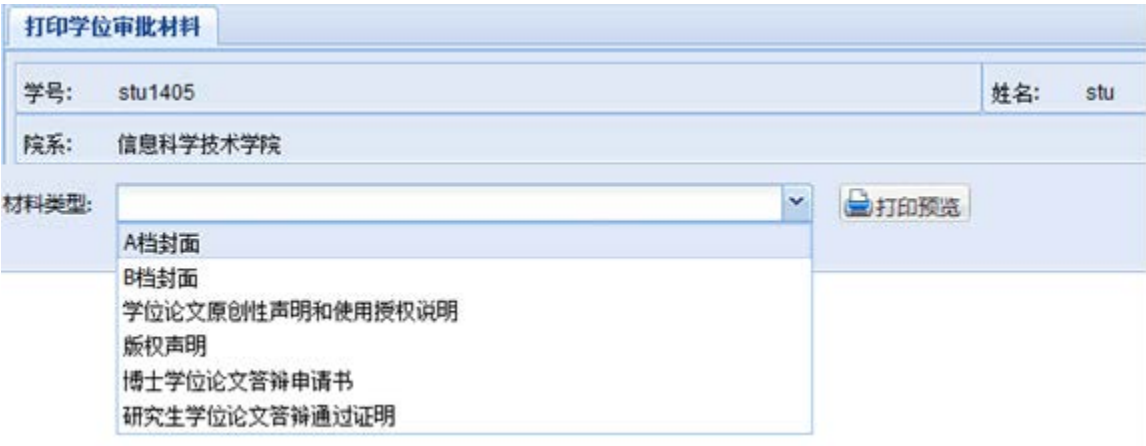 打印学位审批材料
学号: stu1405 姓名: stu
院系: 信息科学技术学院
材料类型: 打印预览
A档封面
B档封面
学位论文原创性声明和使用授权说明
版权声明
博士学位论文答辩申请书
研究生学位论文答辩通过证明